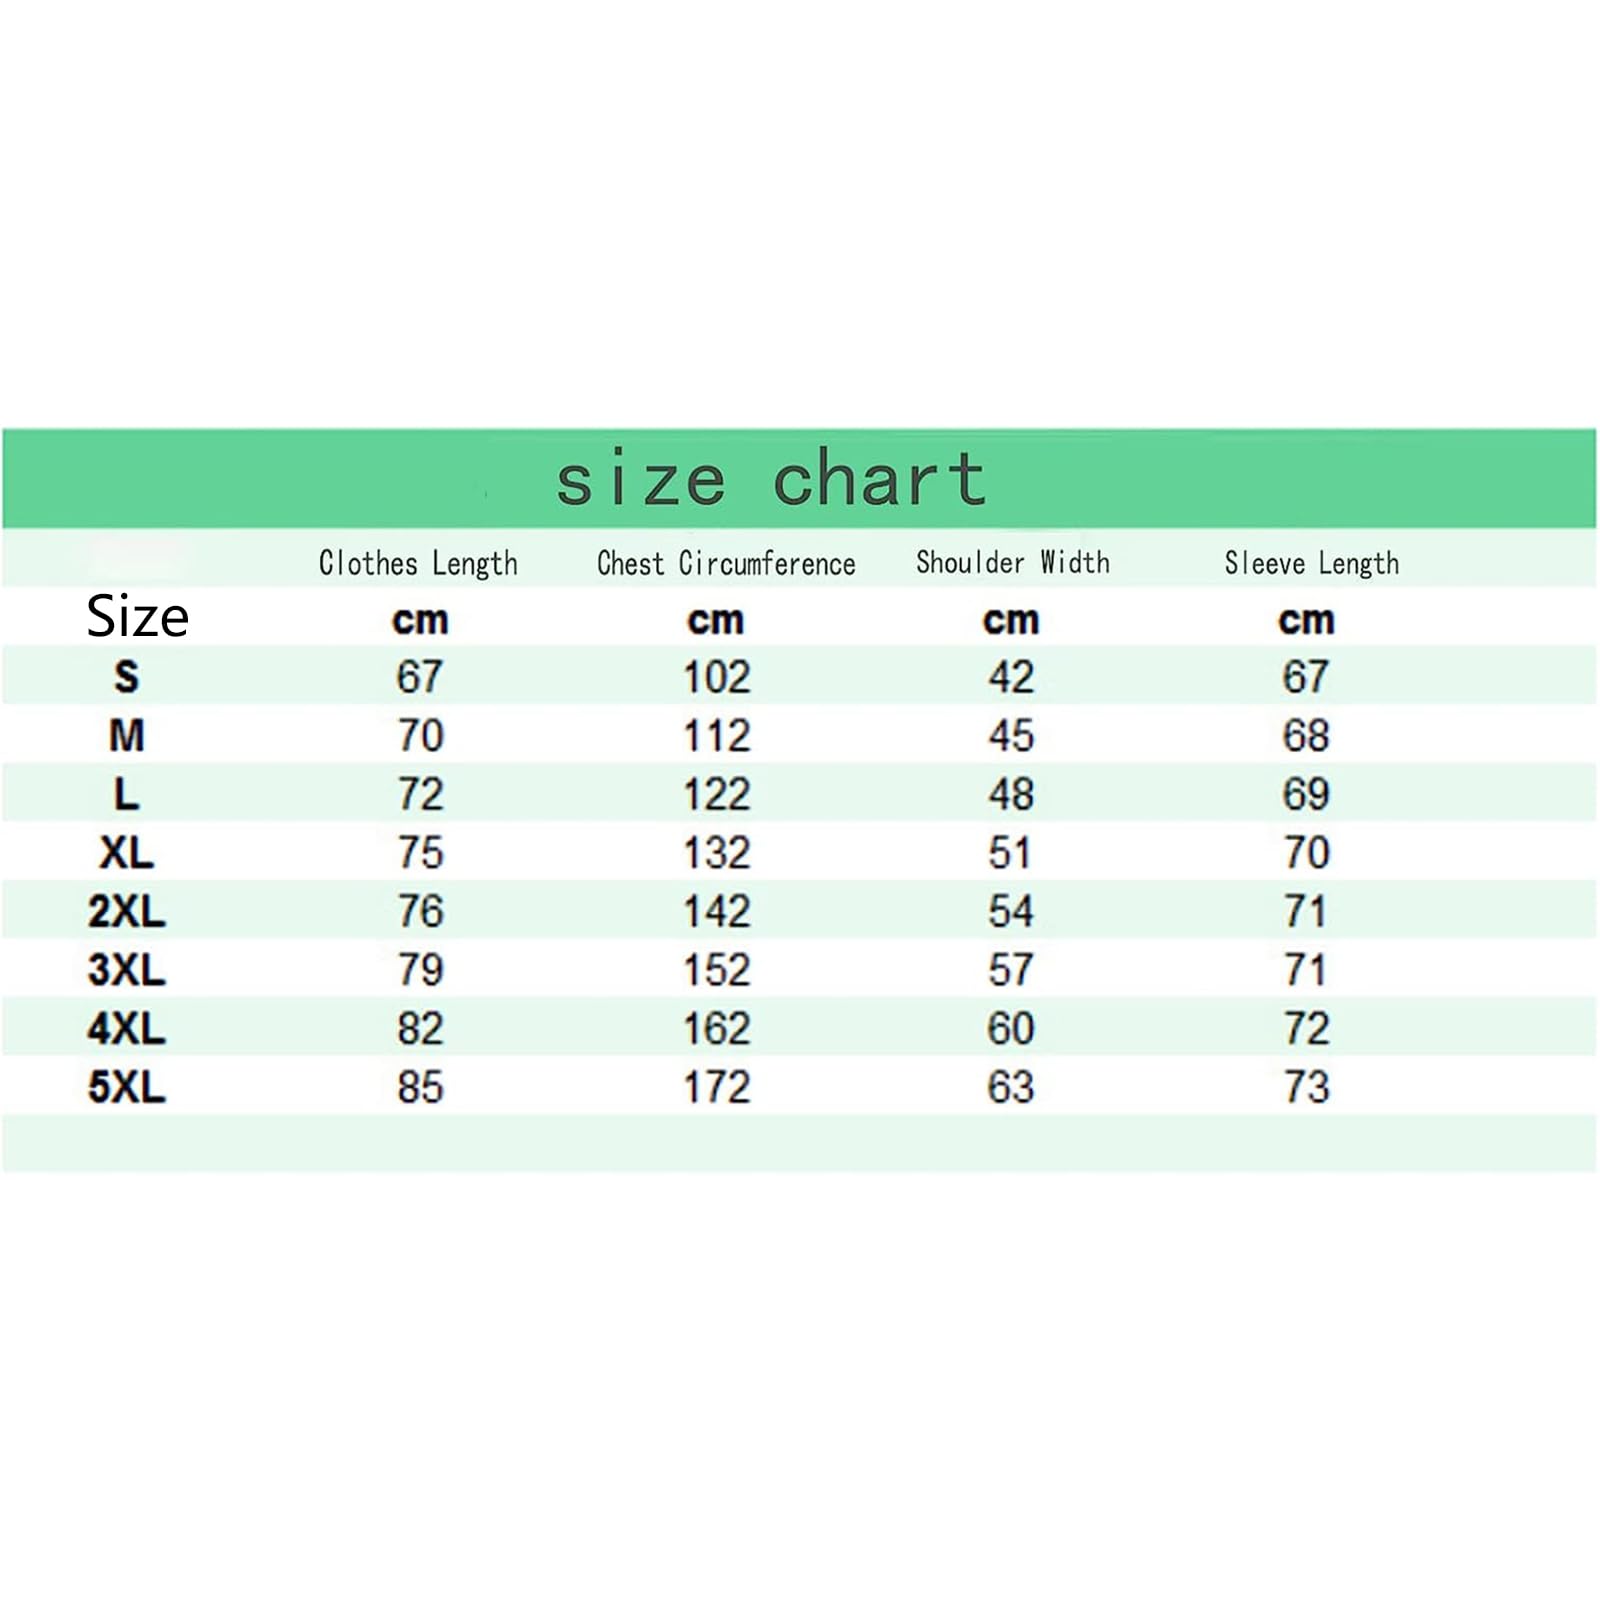 size chart
Clothes Length Chest Circumference Shoulder Width Sleeve Length
Size cm cm cm cm
S 67 102 42 67
M 70 112 45 68
L 72 122 48 69
XL 75 132 51 70
2XL 76 142 54 71
3XL 79 152 57 71
4XL 82 162 60 72
5XL 85 172 63 73